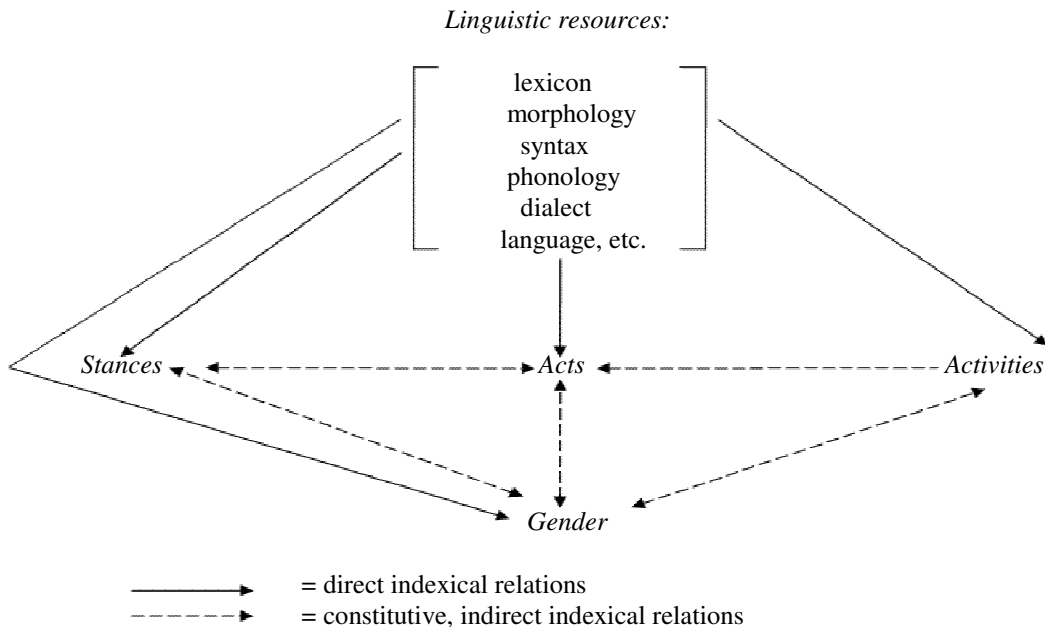 Linguistic resources:
lexicon
morphology
syntax
phonology
dialect
language, etc.
Stances
Acts
Activities
Gender
= direct indexical relations
= constitutive, indirect indexical relations